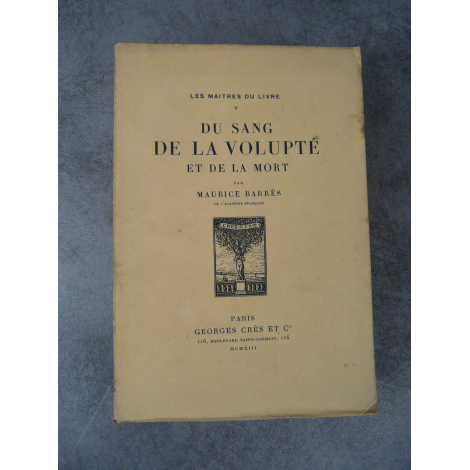 LES MAITRES DU LIVRE
V
DU SANG
DE LA VOLUPTÉ
ET DE LA MORT
PAR
MAURICE BARRÈS
DE L'ACADÉMIE FRANÇAISE
PARIS
GEORGES CRÈS ET Cie
116, BOULEVARD SAINT-GERMAIN, 116
MCMXIII